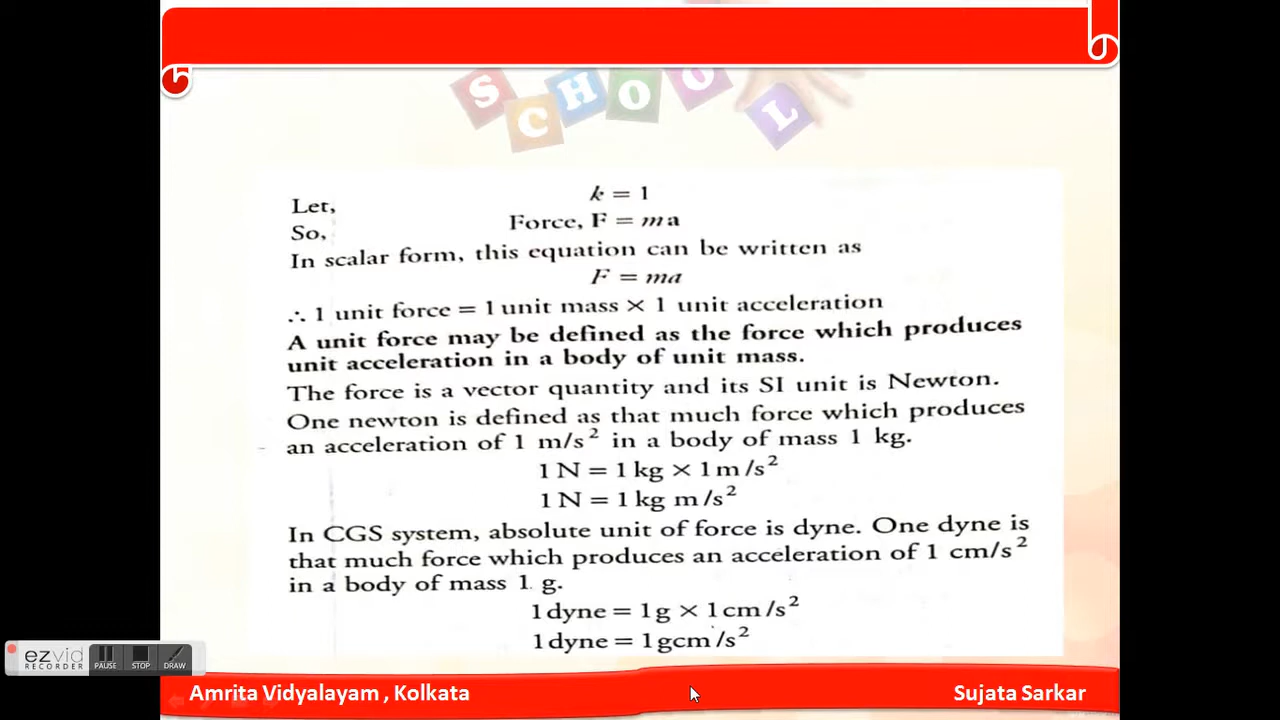 S C H O O L
Let, k = 1
So, Force, F = ma
In scalar form, this equation can be written as
F = ma
∴ 1 unit force = 1 unit mass × 1 unit acceleration
A unit force may be defined as the force which produces
unit acceleration in a body of unit mass.
The force is a vector quantity and its SI unit is Newton.
One newton is defined as that much force which produces
an acceleration of 1 m/s² in a body of mass 1 kg.
1 N = 1 kg × 1 m/s²
1 N = 1 kg m/s²
In CGS system, absolute unit of force is dyne. One dyne is
that much force which produces an acceleration of 1 cm/s²
in a body of mass 1 g.
1 dyne = 1 g × 1 cm/s²
1 dyne = 1 gcm/s²
ezvid
RECORDER
PAUSE STOP DRAW
Amrita Vidyalayam , Kolkata Sujata Sarkar